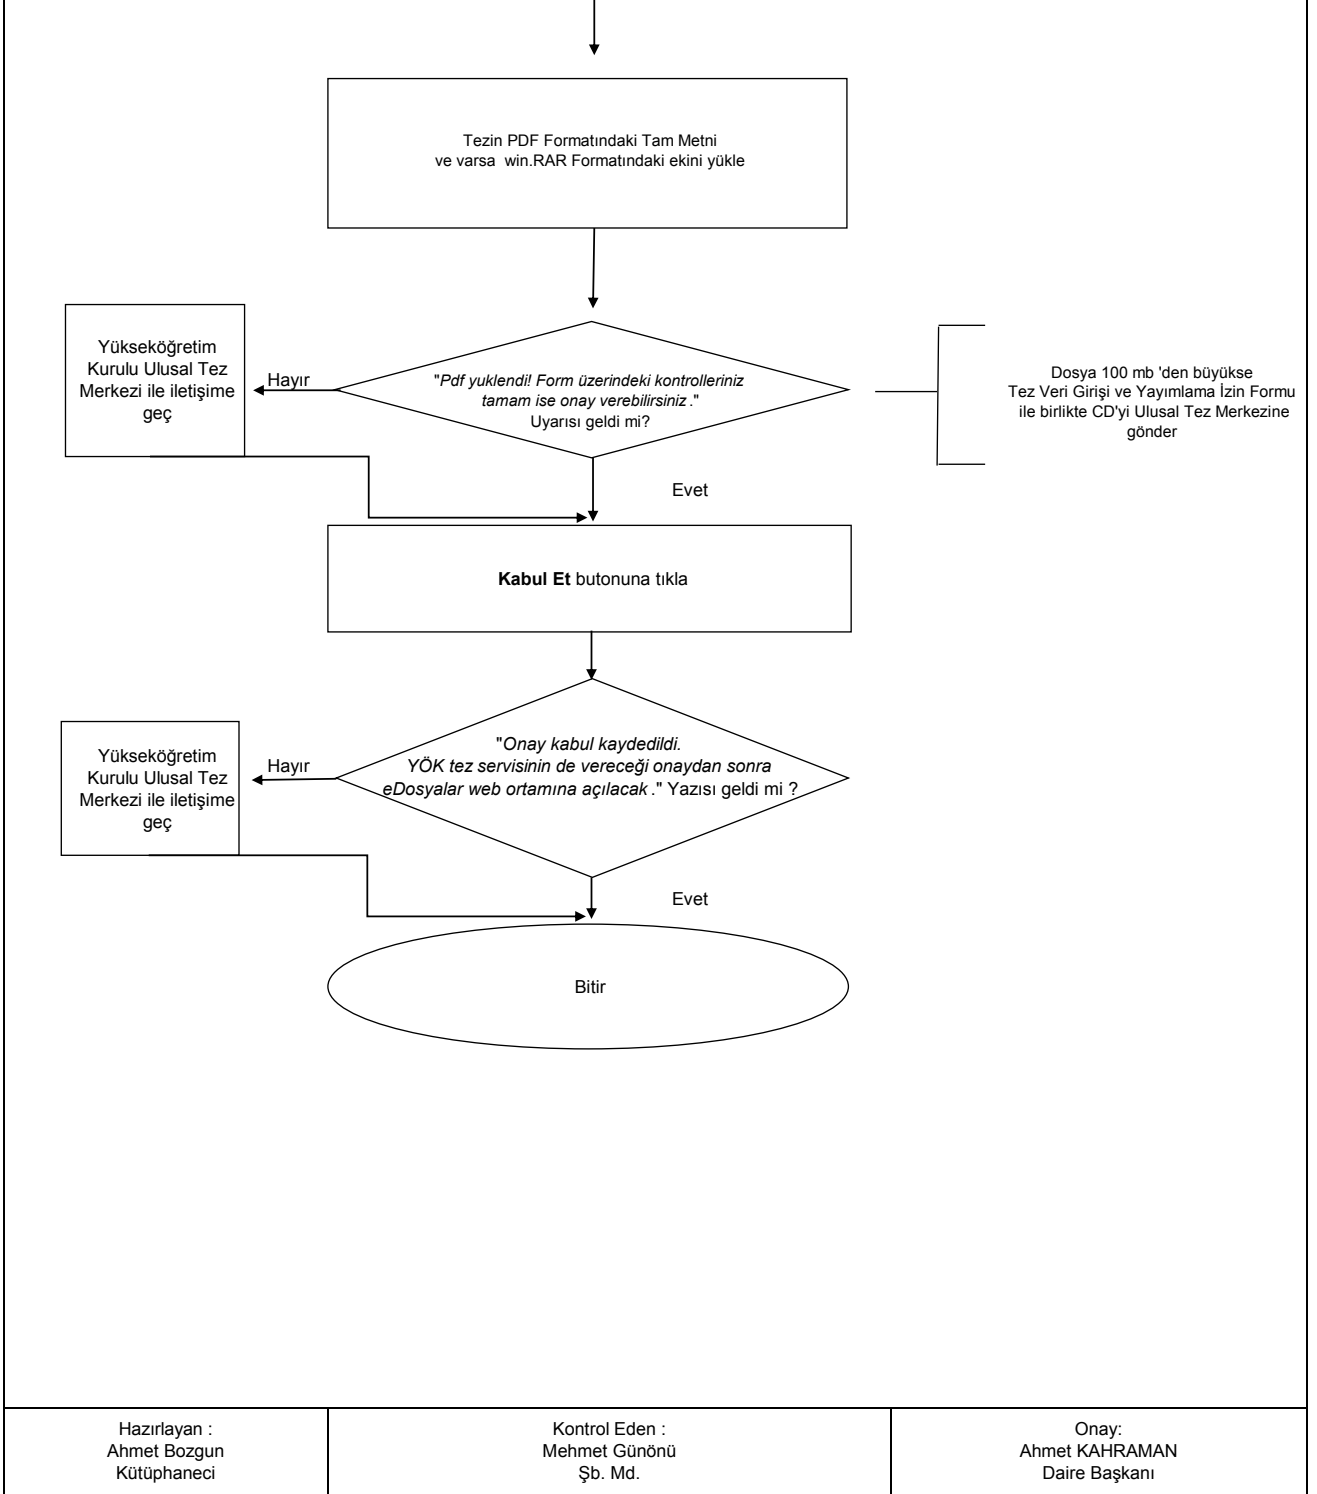 Tezin PDF Formatındaki Tam Metni
ve varsa win.RAR Formatındaki ekini yükle
Yükseköğretim
Kurulu Ulusal Tez
Merkezi ile iletişime
geç
Hayır
"Pdf yuklendi! Form üzerindeki kontrolleriniz
tamam ise onay verebilirsiniz."
Uyarısı geldi mi?
Dosya 100 mb 'den büyükse
Tez Veri Girişi ve Yayımlama İzin Formu
ile birlikte CD'yi Ulusal Tez Merkezine
gönder
Evet
Kabul Et butonuna tıkla
Yükseköğretim
Kurulu Ulusal Tez
Merkezi ile iletişime
geç
Hayır
"Onay kabul kaydedildi.
YÖK tez servisinin de vereceği onaydan sonra
eDosyalar web ortamına açılacak." Yazısı geldi mi ?
Evet
Bitir
Hazırlayan :
Ahmet Bozgun
Kütüphaneci
Kontrol Eden :
Mehmet Günönü
Şb. Md.
Onay:
Ahmet KAHRAMAN
Daire Başkanı